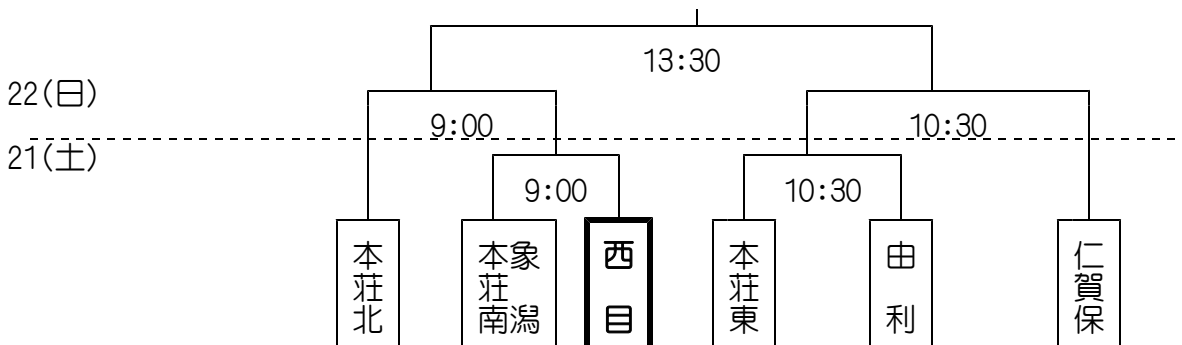 13:30
22(日)
9:00
10:30
21(土)
9:00
10:30
本荘北
本荘南
象潟
西目
本荘東
由利
仁賀保